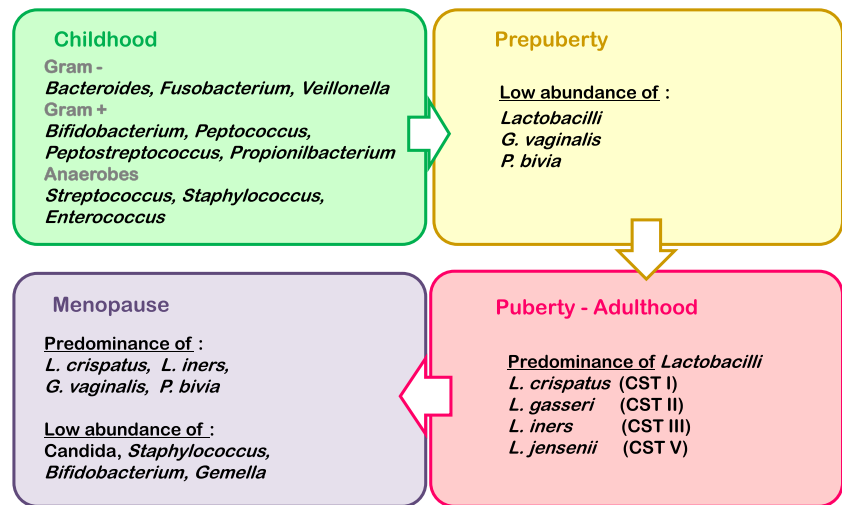 Childhood
Gram -
Bacteroides, Fusobacterium, Veillonella
Gram +
Bifidobacterium, Peptococcus,
Peptostreptococcus, Propionilbacterium
Anaerobes
Streptococcus, Staphylococcus,
Enterococcus
Prepuberty
Low abundance of :
Lactobacilli
G. vaginalis
P. bivia
Puberty - Adulthood
Predominance of Lactobacilli
L. crispatus (CST I)
L. gasseri (CST II)
L. iners (CST III)
L. jensenii (CST V)
Menopause
Predominance of :
L. crispatus, L. iners,
G. vaginalis, P. bivia
Low abundance of :
Candida, Staphylococcus,
Bifidobacterium, Gemella